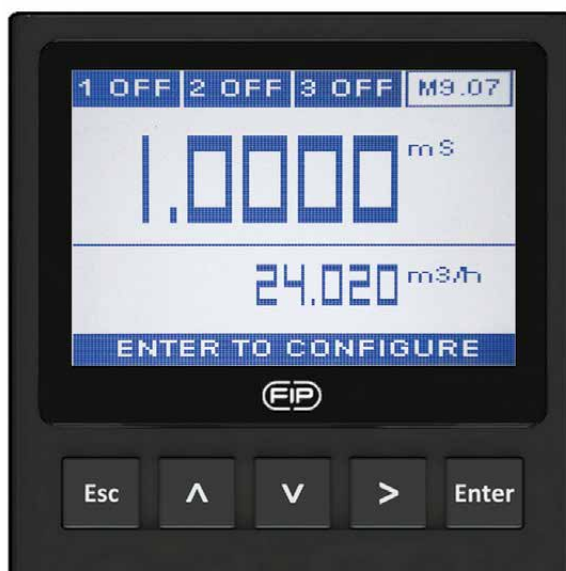 1 OFF 2 OFF 3 OFF M9.07
1.0000 mS
24.020 m3/h
ENTER TO CONFIGURE
FIP
Esc ∧ ∨ > Enter